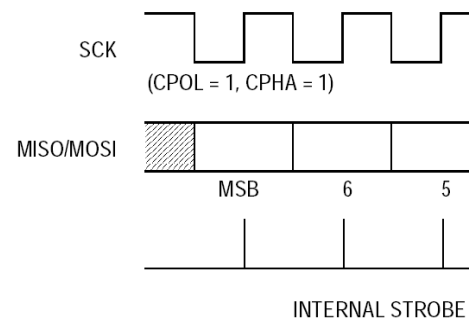 SCK
(CPOL = 1, CPHA = 1)
MISO/MOSI
MSB 6 5
INTERNAL STROBE